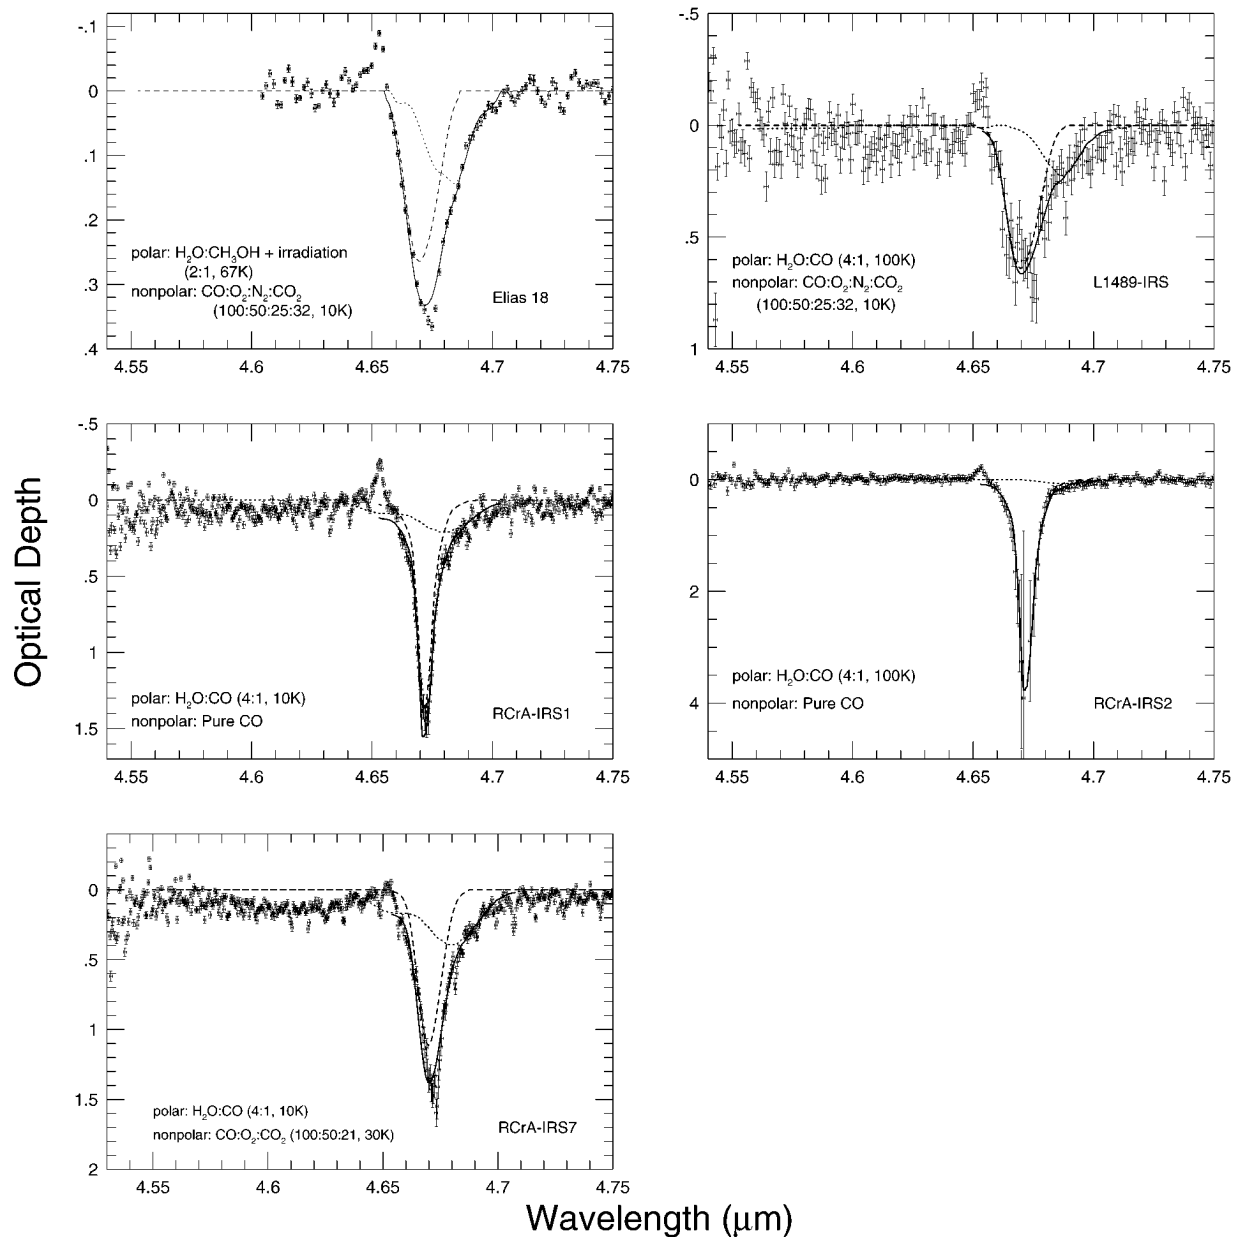 -.1
0
.1
.2
.3
.4
polar: H₂O:CH₃OH + irradiation
(2:1, 67K)
nonpolar: CO:O₂:N₂:CO₂
(100:50:25:32, 10K)
Elias 18
4.55 4.6 4.65 4.7 4.75
-.5
0
.5
1
polar: H₂O:CO (4:1, 100K)
nonpolar: CO:O₂:N₂:CO₂
(100:50:25:32, 10K)
L1489-IRS
4.55 4.6 4.65 4.7 4.75
Optical Depth
-.5
0
.5
1
1.5
polar: H₂O:CO (4:1, 10K)
nonpolar: Pure CO
RCrA-IRS1
4.55 4.6 4.65 4.7 4.75
0
2
4
polar: H₂O:CO (4:1, 100K)
nonpolar: Pure CO
RCrA-IRS2
4.55 4.6 4.65 4.7 4.75
0
.5
1
1.5
2
polar: H₂O:CO (4:1, 10K)
nonpolar: CO:O₂:CO₂ (100:50:21, 30K)
RCrA-IRS7
4.55 4.6 4.65 4.7 4.75
Wavelength (μm)